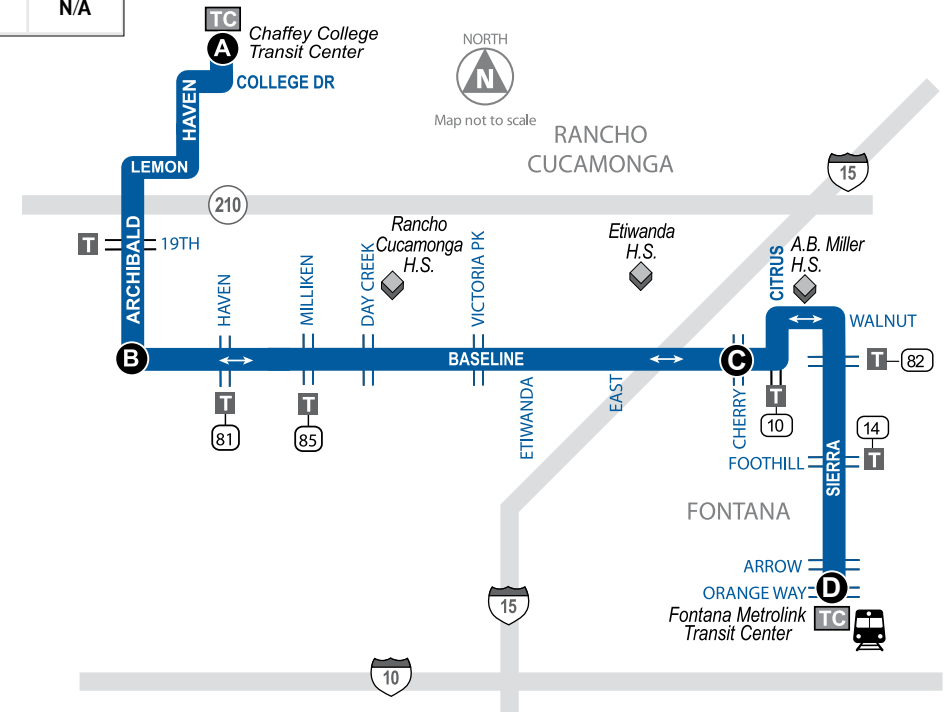 N/A
TC
A
Chaffey College
Transit Center
COLLEGE DR
HAVEN
LEMON
NORTH
N
Map not to scale
RANCHO
CUCAMONGA
15
210
T
19TH
ARCHIBALD
Rancho
Cucamonga
H.S.
Etiwanda
H.S.
A.B. Miller
H.S.
CITRUS
WALNUT
HAVEN
MILLIKEN
DAY CREEK
VICTORIA PK
B
BASELINE
C
T
82
T
81
T
85
ETIWANDA
EAST
CHERRY
T
10
14
T
FOOTHILL
SIERRA
FONTANA
ARROW
ORANGE WAY
D
Fontana Metrolink
Transit Center
TC
15
10